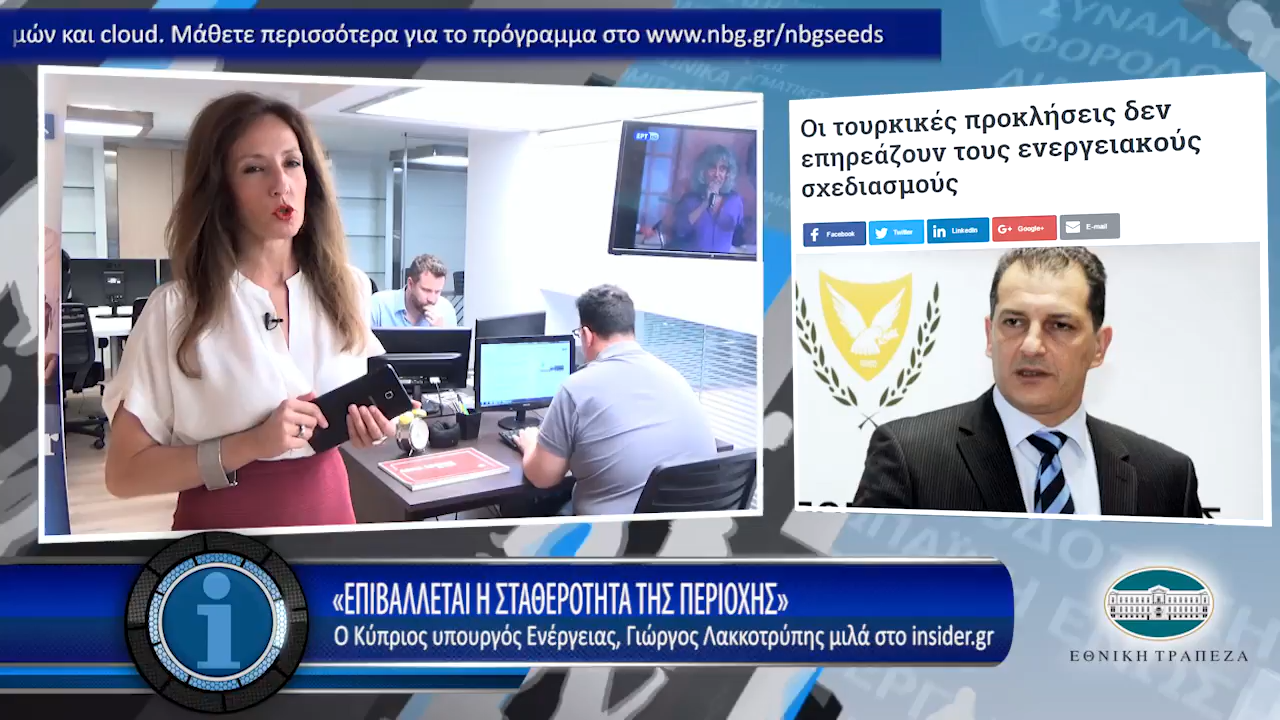 μών και cloud. Μάθετε περισσότερα για το πρόγραμμα στο www.nbg.gr/nbgseeds
ΕΡΤ HD
Οι τουρκικές προκλήσεις δεν
επηρεάζουν τους ενεργειακούς
σχεδιασμούς
Facebook
Twitter
LinkedIn
Google+
E-mail
«ΕΠΙΒΑΛΛΕΤΑΙ Η ΣΤΑΘΕΡΟΤΗΤΑ ΤΗΣ ΠΕΡΙΟΧΗΣ»
Ο Κύπριος υπουργός Ενέργειας, Γιώργος Λακκοτρύπης μιλά στο insider.gr
ΕΘΝΙΚΗ ΤΡΑΠΕΖΑ